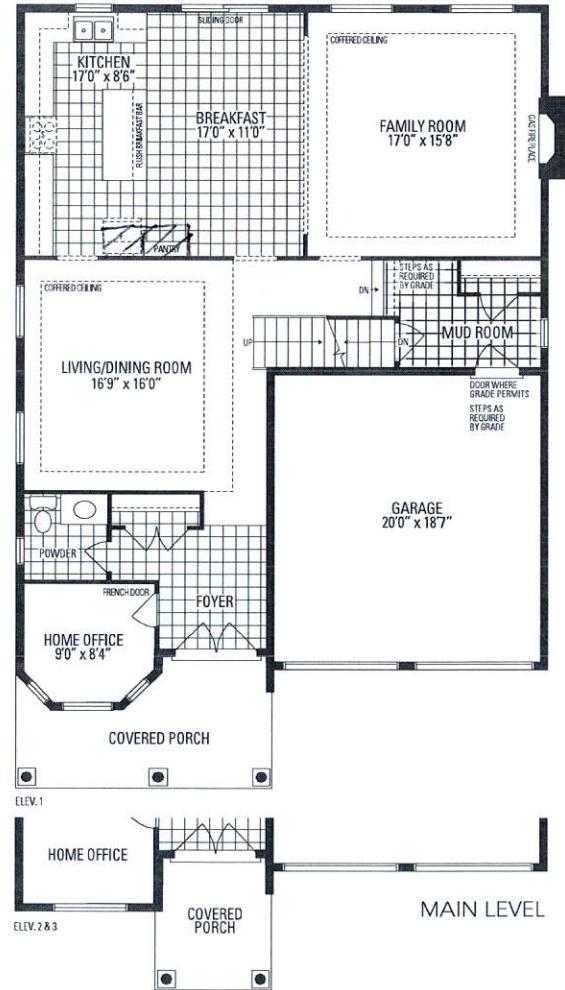 SLIDING DOOR
KITCHEN
17'0" x 8'6"
FLUSH BREAKFAST BAR
BREAKFAST
17'0" x 11'0"
PANTRY
COFFERED CEILING
FAMILY ROOM
17'0" x 15'8"
GAS FIREPLACE
COFFERED CEILING
LIVING/DINING ROOM
16'9" x 16'0"
UP
DN
DN
STEPS AS
REQUIRED
BY GRADE
MUD ROOM
DOOR WHERE
GRADE PERMITS
STEPS AS
REQUIRED
BY GRADE
GARAGE
20'0" x 18'7"
POWDER
FRENCH DOOR
FOYER
HOME OFFICE
9'0" x 8'4"
COVERED PORCH
ELEV. 1
HOME OFFICE
COVERED
PORCH
ELEV. 2 & 3
MAIN LEVEL